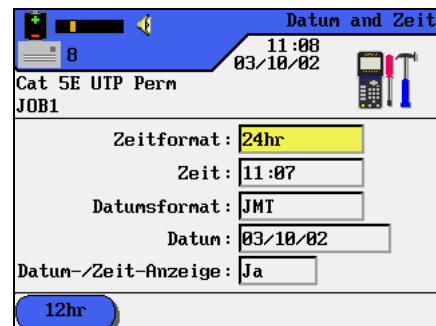 Datum and Zeit
8
11:08
03/10/02
Cat 5E UTP Perm
JOB1
Zeitformat: 24hr
Zeit: 11:07
Datumsformat: JMT
Datum: 03/10/02
Datum-/Zeit-Anzeige: Ja
12hr